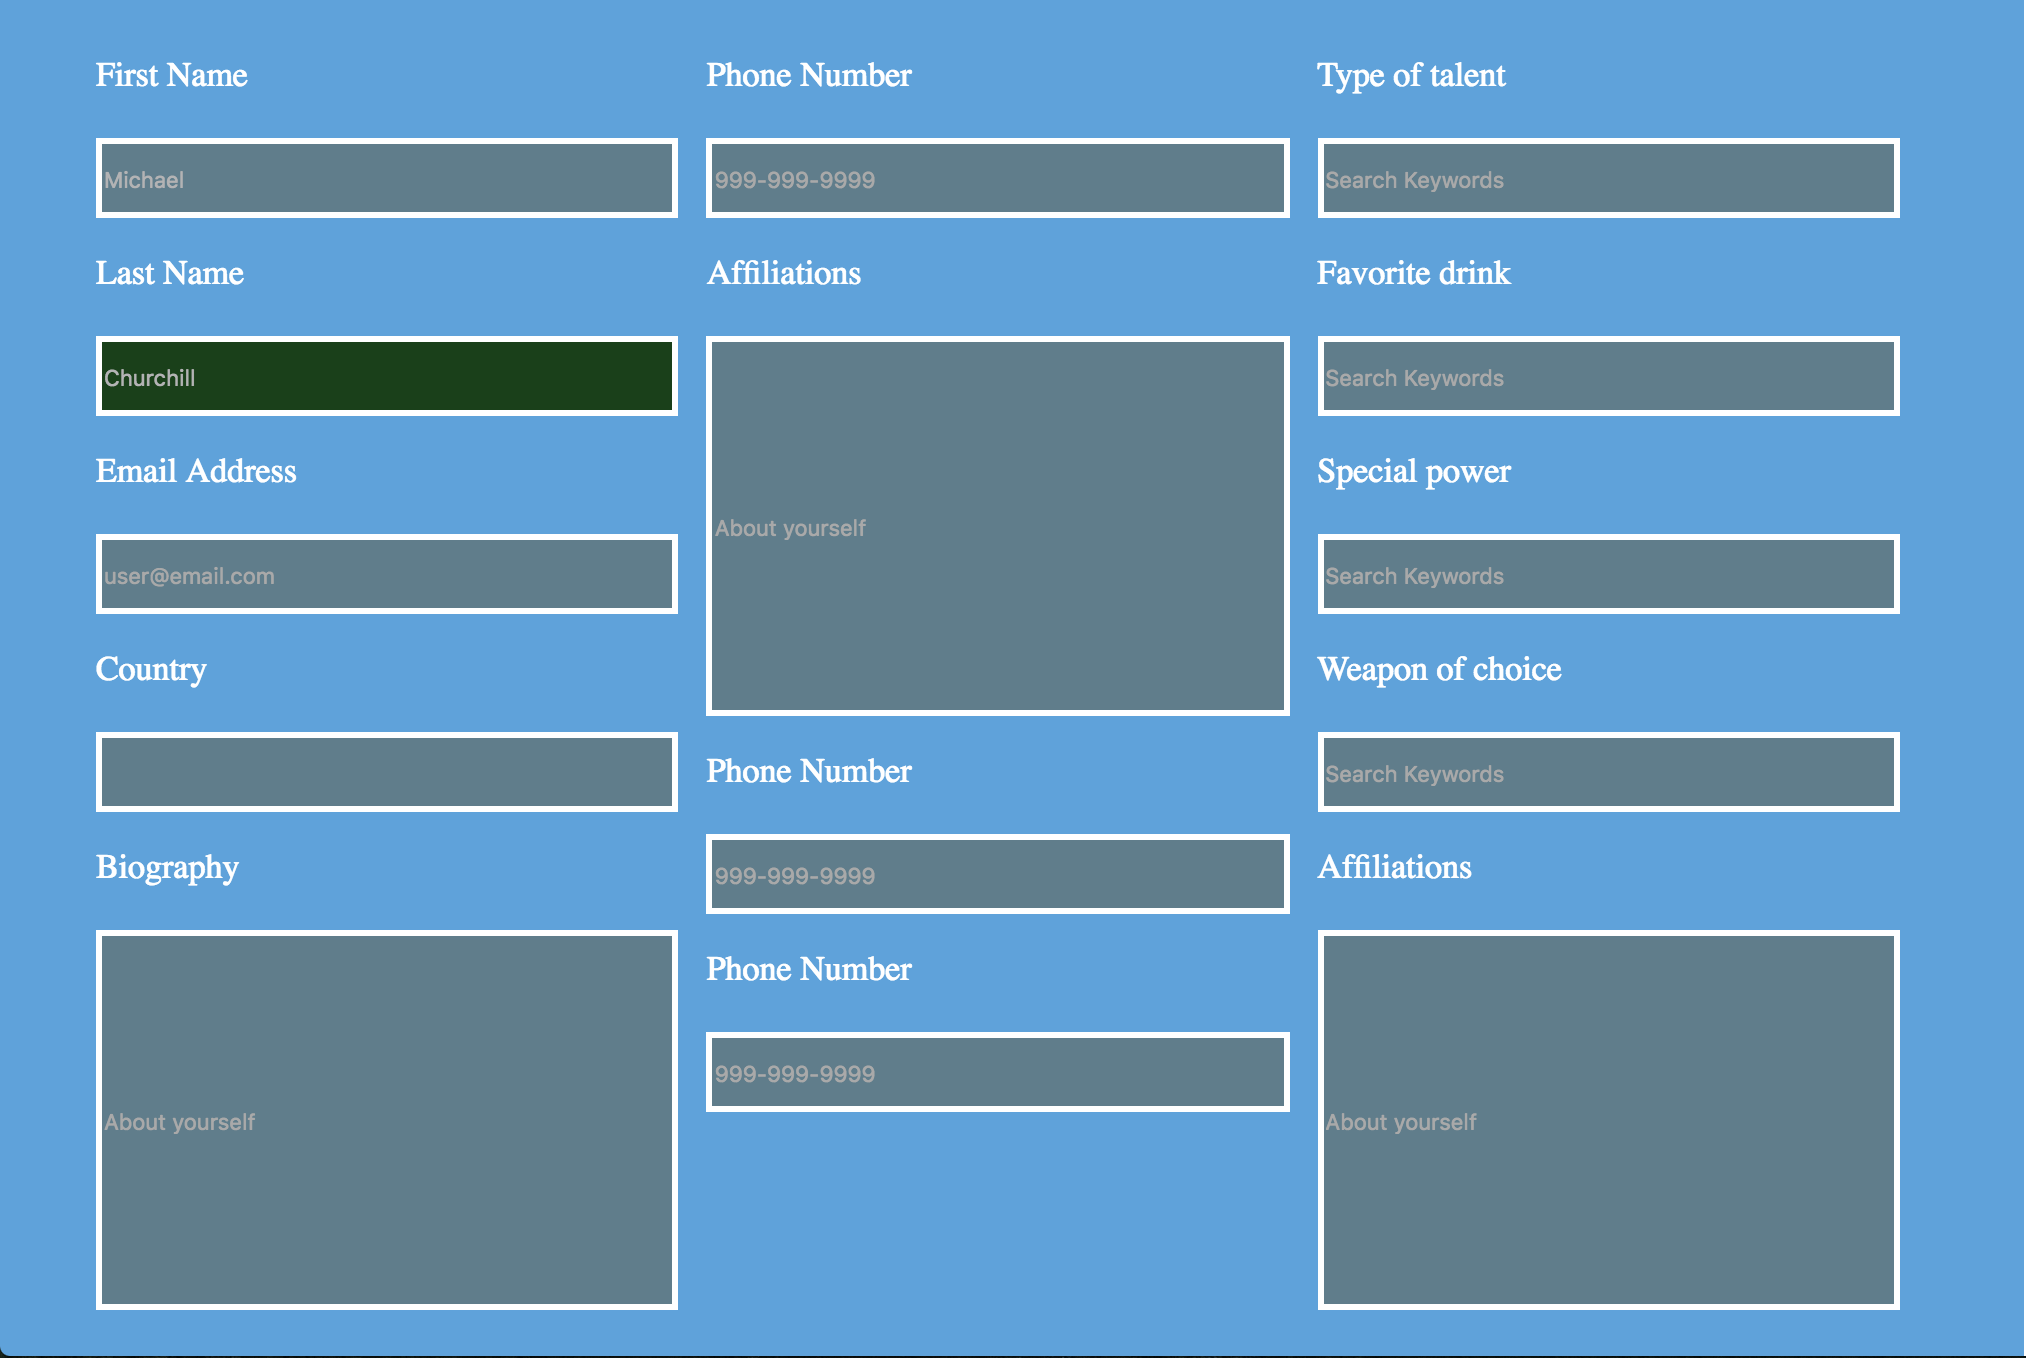 First Name
Michael
Last Name
Churchill
Email Address
user@email.com
Country
Biography
About yourself
Phone Number
999-999-9999
Affiliations
About yourself
Phone Number
999-999-9999
Phone Number
999-999-9999
Type of talent
Search Keywords
Favorite drink
Search Keywords
Special power
Search Keywords
Weapon of choice
Search Keywords
Affiliations
About yourself